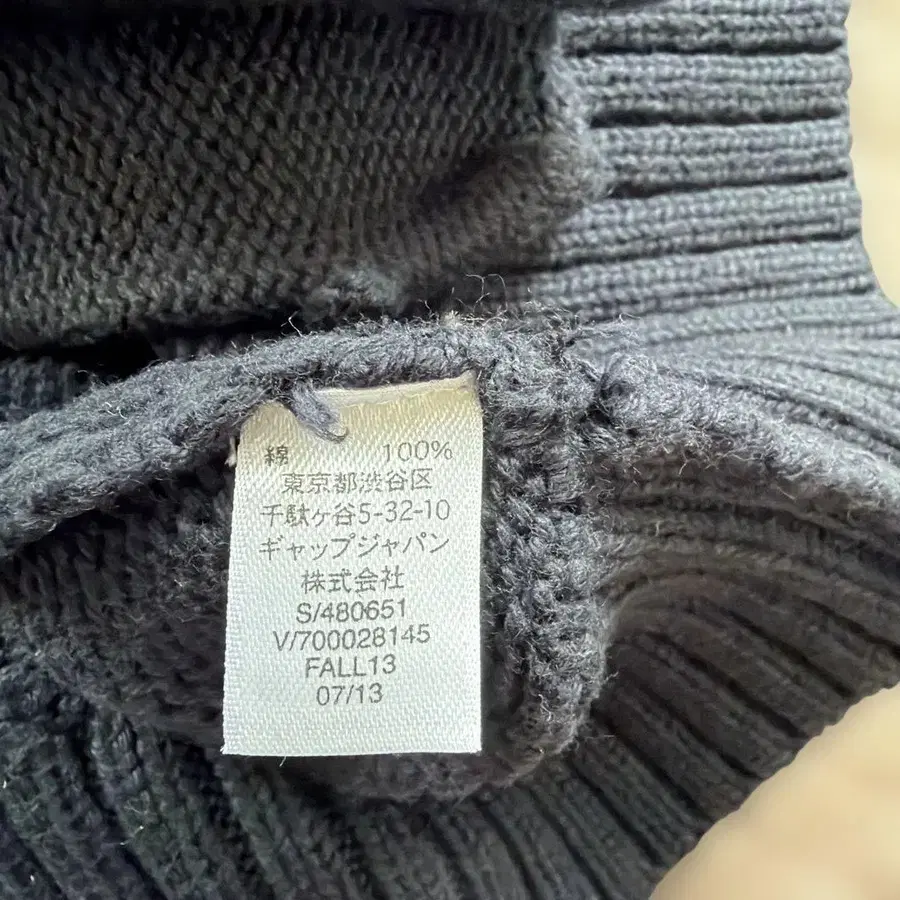 綿 100%
東京都渋谷区
千駄ヶ谷5-32-10
ギャップジャパン
株式会社
S/480651
V/700028145
FALL13
07/13